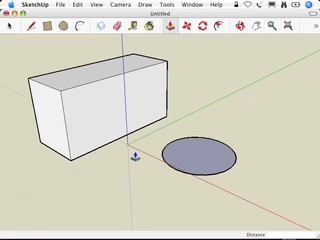 SketchUp File Edit View Camera Draw Tools Window Help
Untitled
Distance